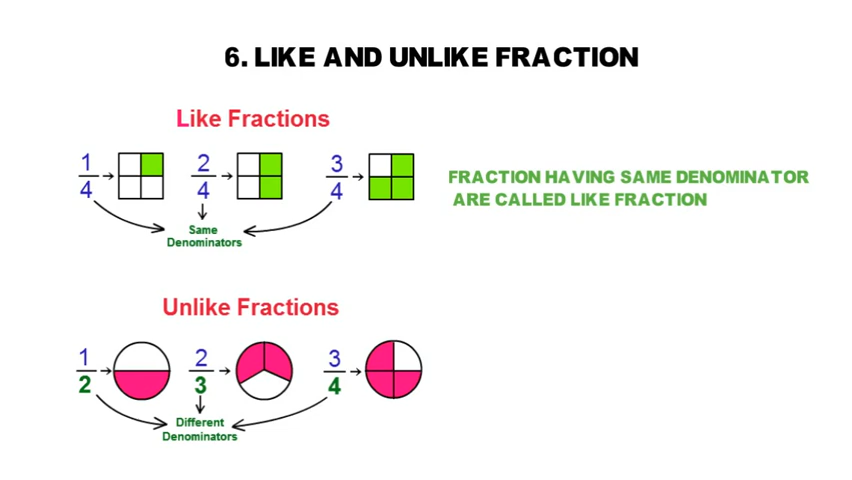 6. LIKE AND UNLIKE FRACTION
Like Fractions
1/4 → 2/4 → 3/4 →
FRACTION HAVING SAME DENOMINATOR
ARE CALLED LIKE FRACTION
Same
Denominators
Unlike Fractions
1/2 → 2/3 → 3/4 →
Different
Denominators